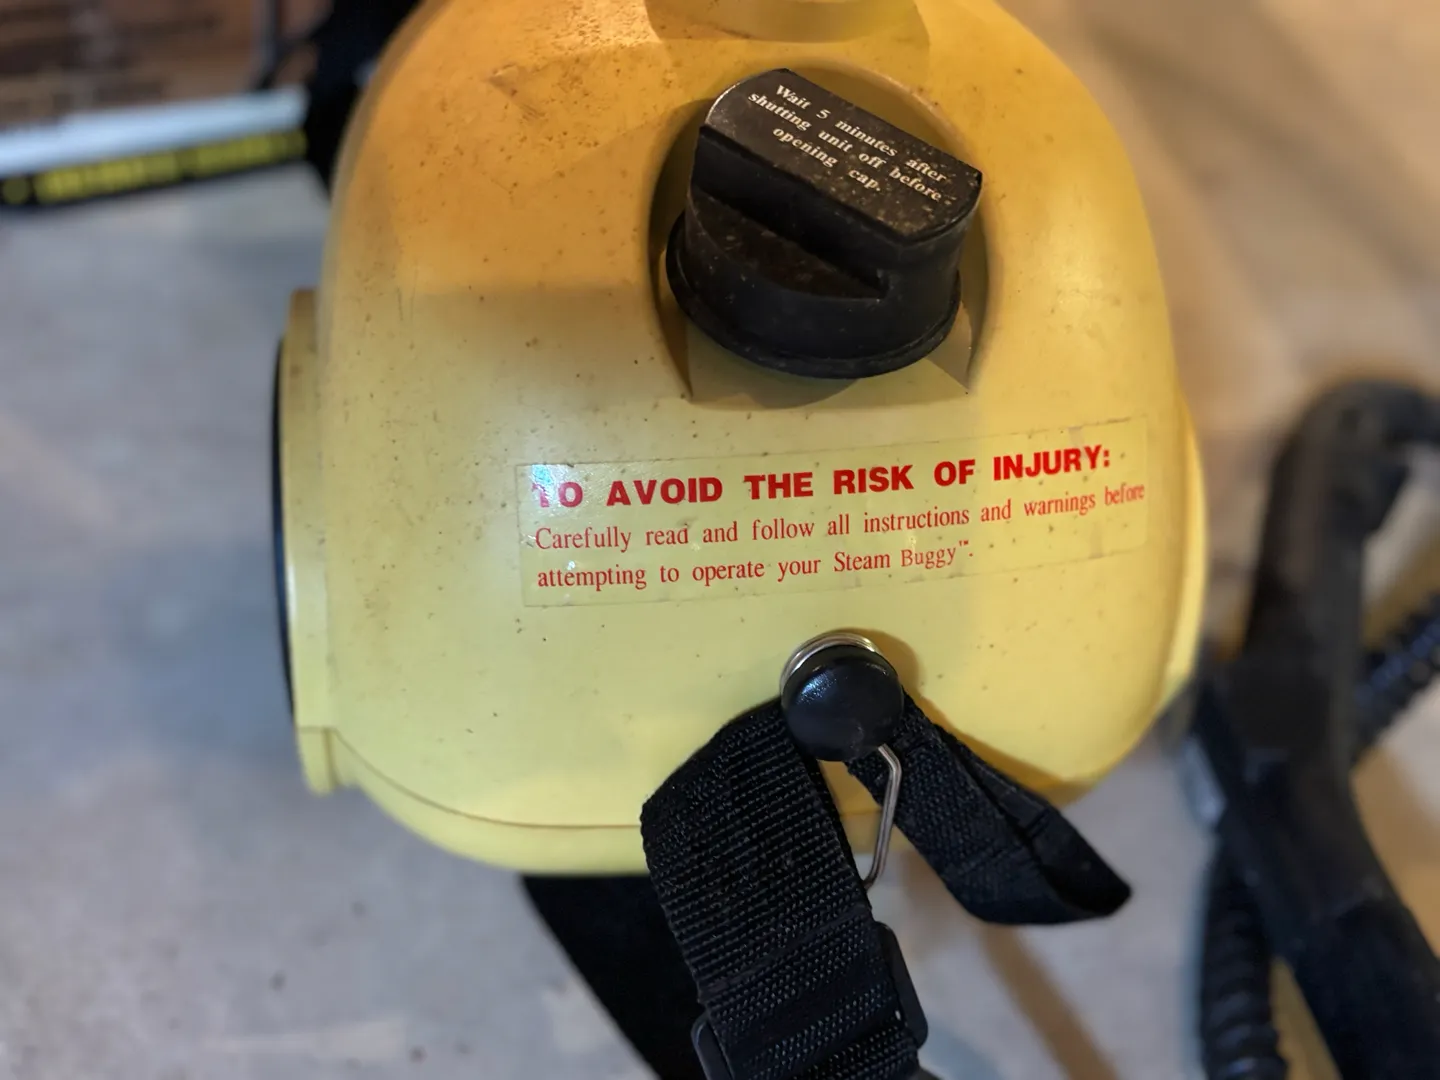 Wait 5 minutes after
shutting unit off before
opening cap.
TO AVOID THE RISK OF INJURY:
Carefully read and follow all instructions and warnings before
attempting to operate your Steam Buggy™.